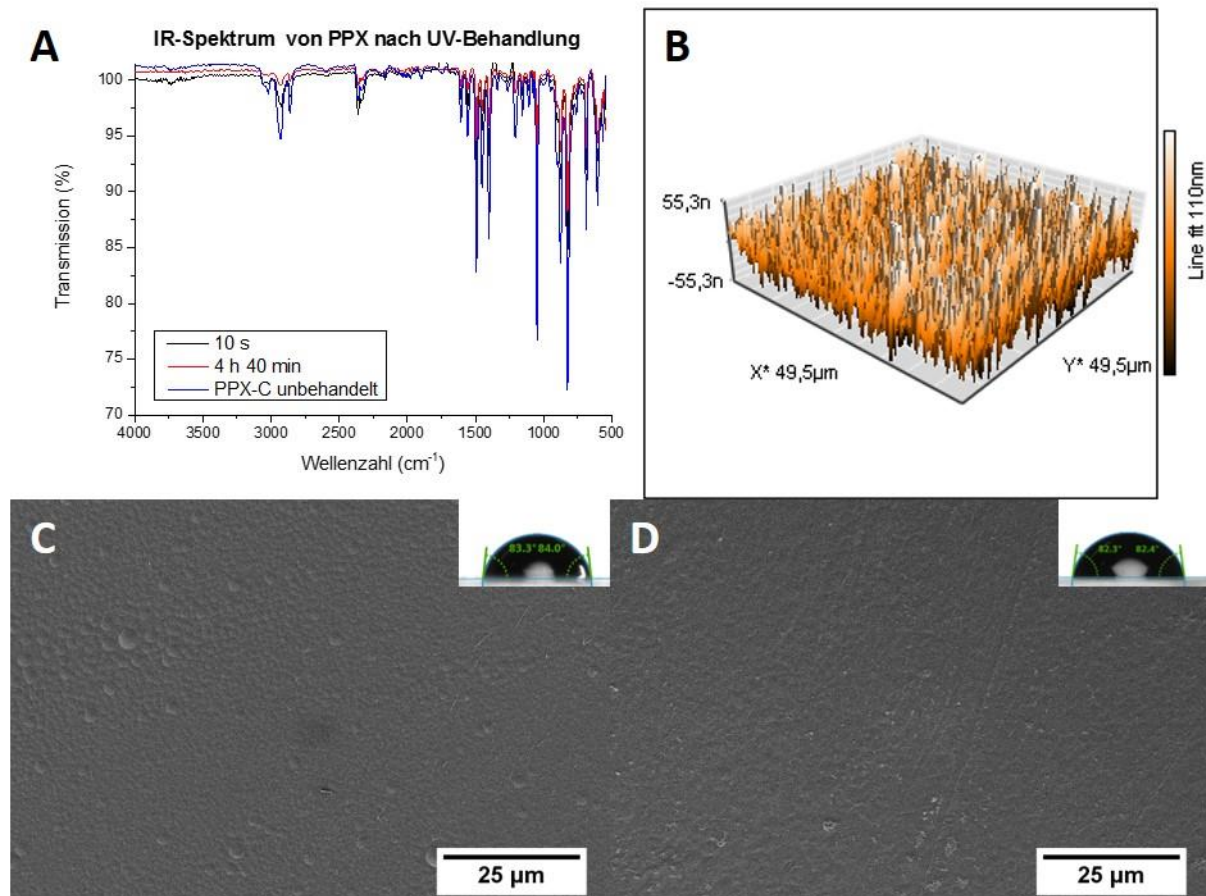 A
IR-Spektrum von PPX nach UV-Behandlung
100
95
90
85
80
75
70
Transmission (%)
10 s
4 h 40 min
PPX-C unbehandelt
4000 3500 3000 2500 2000 1500 1000 500
Wellenzahl (cm⁻¹)
B
55,3n
-55,3n
X* 49,5µm
Y* 49,5µm
Line fit 110nm
C
83.3° 84.0°
25 µm
D
82.3° 82.4°
25 µm